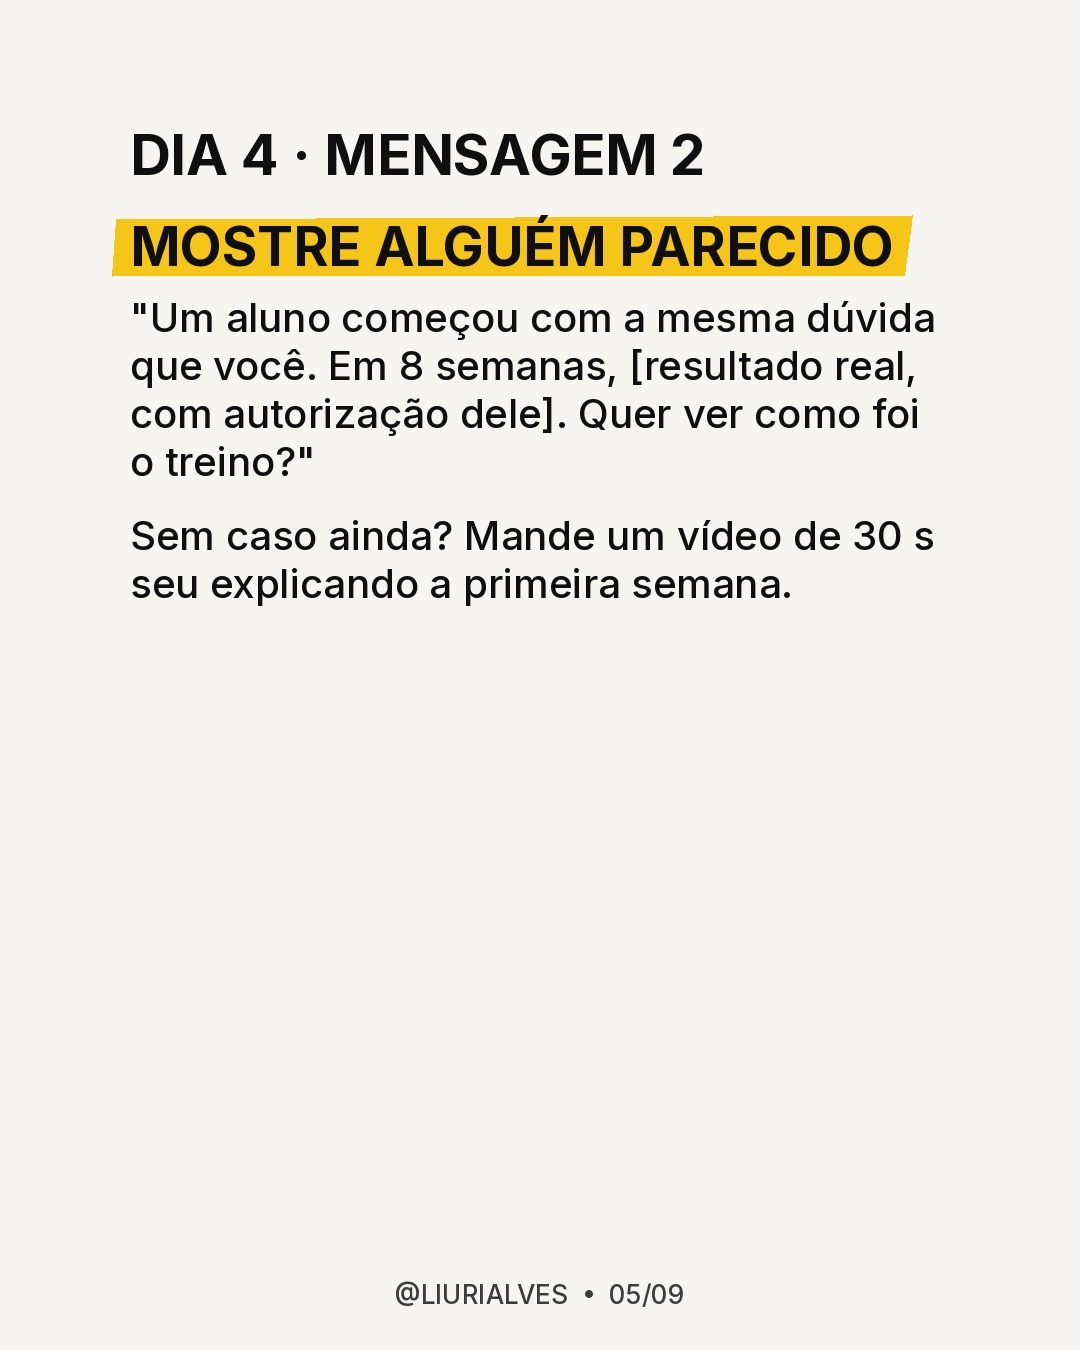 DIA 4 · MENSAGEM 2
MOSTRE ALGUÉM PARECIDO
"Um aluno começou com a mesma dúvida
que você. Em 8 semanas, [resultado real,
com autorização dele]. Quer ver como foi
o treino?"
Sem caso ainda? Mande um vídeo de 30 s
seu explicando a primeira semana.
@LIURIALVES • 05/09